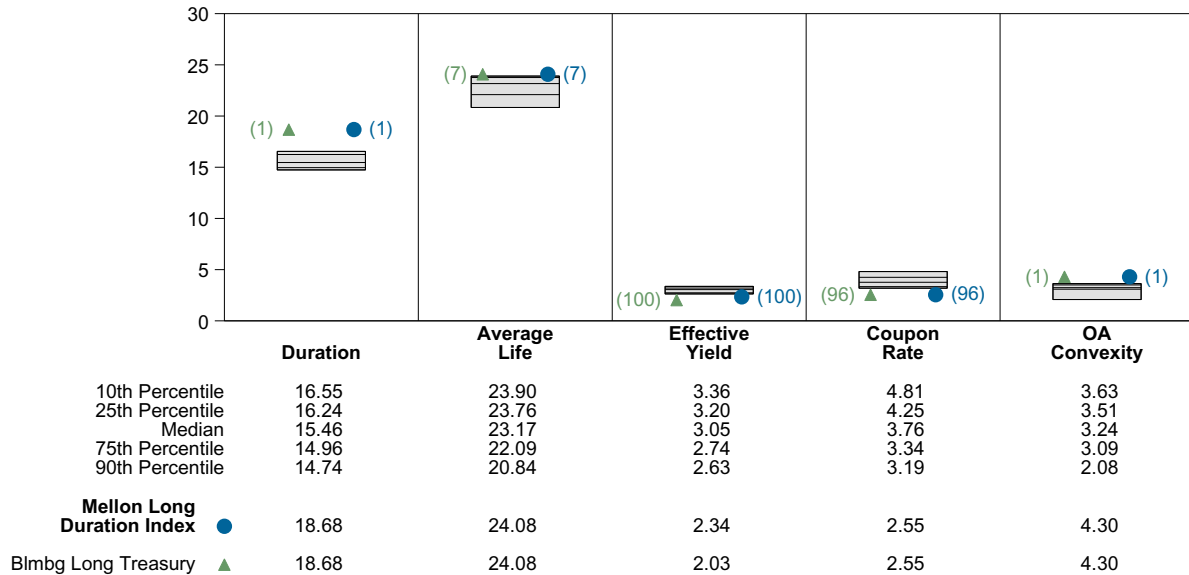 30
25
20
15
10
5
0
(1) (1)
(7) (7)
(100) (100)
(96) (96)
(1) (1)
Duration Average Life Effective Yield Coupon Rate OA Convexity
10th Percentile 16.55 23.90 3.36 4.81 3.63
25th Percentile 16.24 23.76 3.20 4.25 3.51
Median 15.46 23.17 3.05 3.76 3.24
75th Percentile 14.96 22.09 2.74 3.34 3.09
90th Percentile 14.74 20.84 2.63 3.19 2.08
Mellon Long
Duration Index 18.68 24.08 2.34 2.55 4.30
Blmbg Long Treasury 18.68 24.08 2.03 2.55 4.30